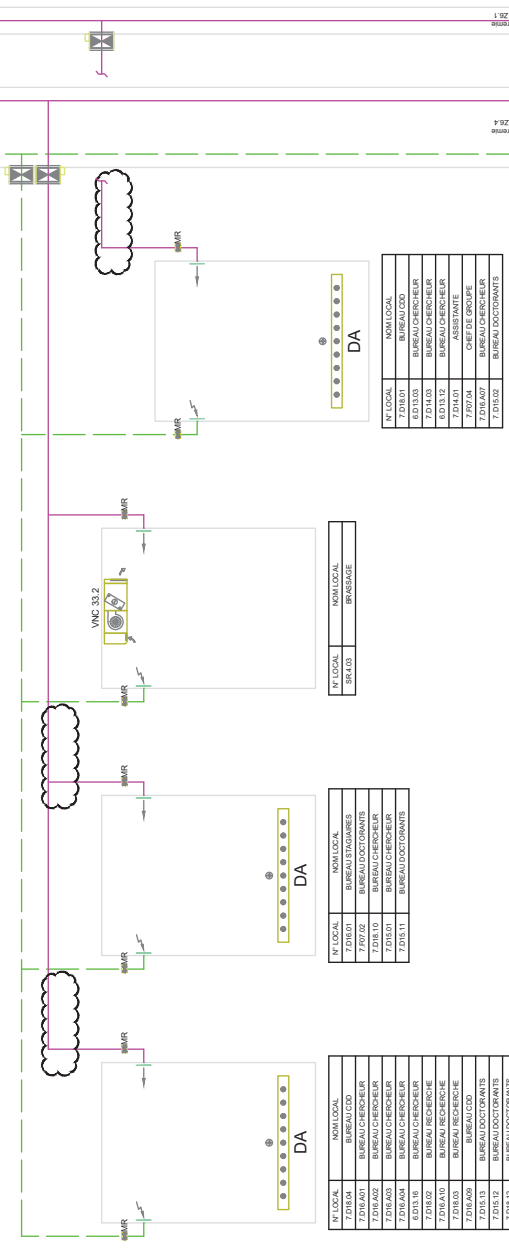 Z6.1
Z6.4
MR
MR
MR
MR
MR
MR
MR
MR
VNC 33.2
DA
DA
DA
N° LOCAL NOM LOCAL
7.D18.04 BUREAU CDD
7.D16.A01 BUREAU CHERCHEUR
7.D16.A02 BUREAU CHERCHEUR
7.D16.A03 BUREAU CHERCHEUR
7.D16.A04 BUREAU CHERCHEUR
6.D13.16 BUREAU CHERCHEUR
7.D18.02 BUREAU RECHERCHE
7.D16.A10 BUREAU RECHERCHE
7.D18.03 BUREAU RECHERCHE
7.D16.A09 BUREAU CDD
7.D15.13 BUREAU DOCTORANTS
7.D15.12 BUREAU DOCTORANTS
BUREAU DOCTORANTS
N° LOCAL NOM LOCAL
7.D16.01 BUREAU STAGIAIRES
7.F07.02 BUREAU DOCTORANTS
7.D18.10 BUREAU CHERCHEUR
7.D15.01 BUREAU CHERCHEUR
7.D15.11 BUREAU DOCTORANTS
N° LOCAL NOM LOCAL
SR.4.03 BRASSAGE
N° LOCAL NOM LOCAL
7.D18.01 BUREAU CDD
6.D13.03 BUREAU CHERCHEUR
7.D14.03 BUREAU CHERCHEUR
6.D13.12 BUREAU CHERCHEUR
7.D14.01 ASSISTANTE
7.F07.04 CHEF DE GROUPE
7.D16.A07 BUREAU CHERCHEUR
7.D15.02 BUREAU DOCTORANTS